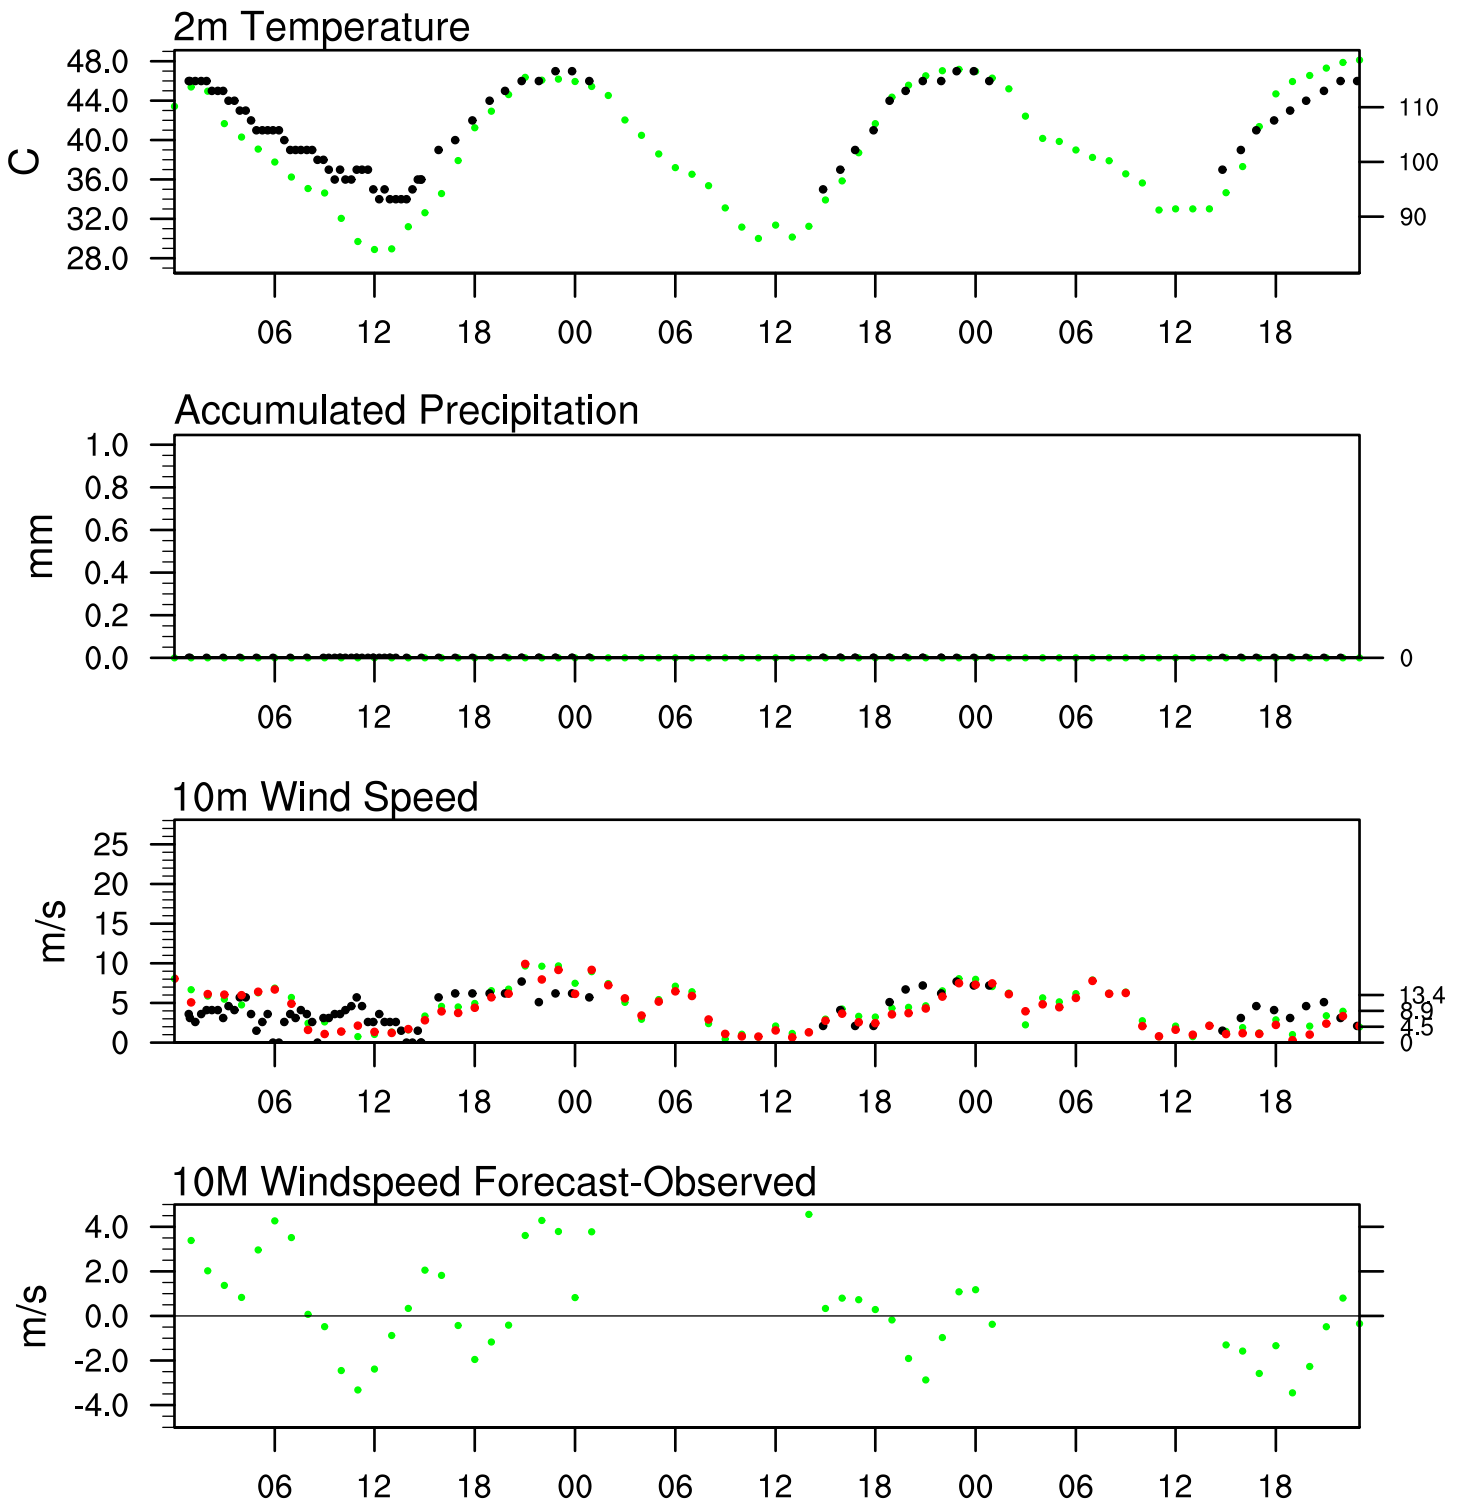 2m Temperature
48.0
44.0
40.0
36.0
32.0
28.0
C
110
100
90
06 12 18 00 06 12 18 00 06 12 18
Accumulated Precipitation
1.0
0.8
0.6
0.4
0.2
0.0
mm
0
06 12 18 00 06 12 18 00 06 12 18
10m Wind Speed
25
20
15
10
5
0
m/s
13.4
8.9
4.5
0
06 12 18 00 06 12 18 00 06 12 18
10M Windspeed Forecast-Observed
4.0
2.0
0.0
-2.0
-4.0
m/s
06 12 18 00 06 12 18 00 06 12 18